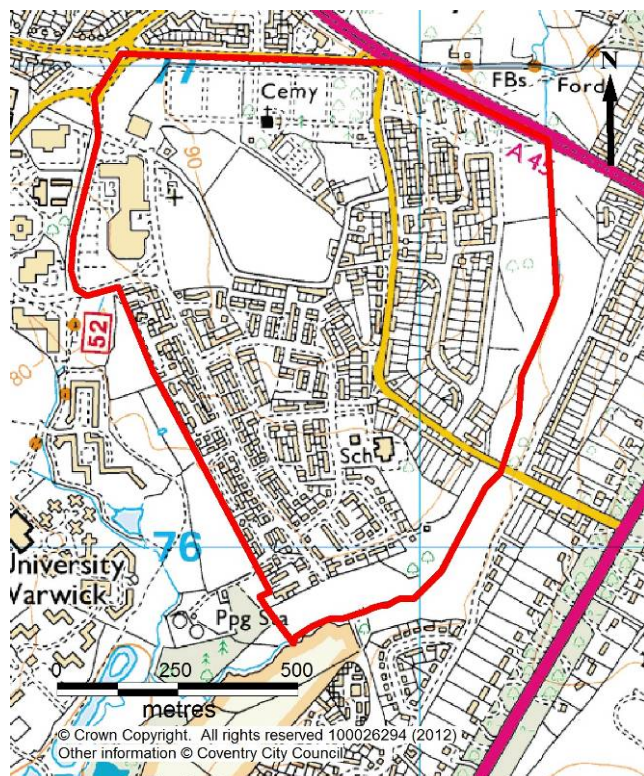 77
Cemy
FBs
Ford
N
A 45
90
52
80
Sch
76
University
Warwick
Ppg Sta
0 250 500
metres
© Crown Copyright. All rights reserved 100026294 (2012)
Other information © Coventry City Council